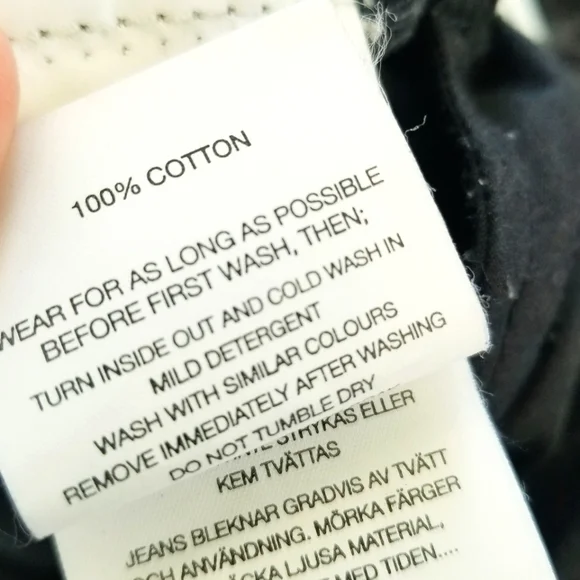 100% COTTON
WEAR FOR AS LONG AS POSSIBLE
BEFORE FIRST WASH, THEN;
TURN INSIDE OUT AND COLD WASH IN
MILD DETERGENT
WASH WITH SIMILAR COLOURS
REMOVE IMMEDIATELY AFTER WASHING
DO NOT TUMBLE DRY
STRYKAS ELLER
KEM TVÄTTAS
JEANS BLEKNAR GRADVIS AV TVÄTT
OCH ANVÄNDNING. MÖRKA FÄRGER
LJUSA MATERIAL,
MED TIDEN....